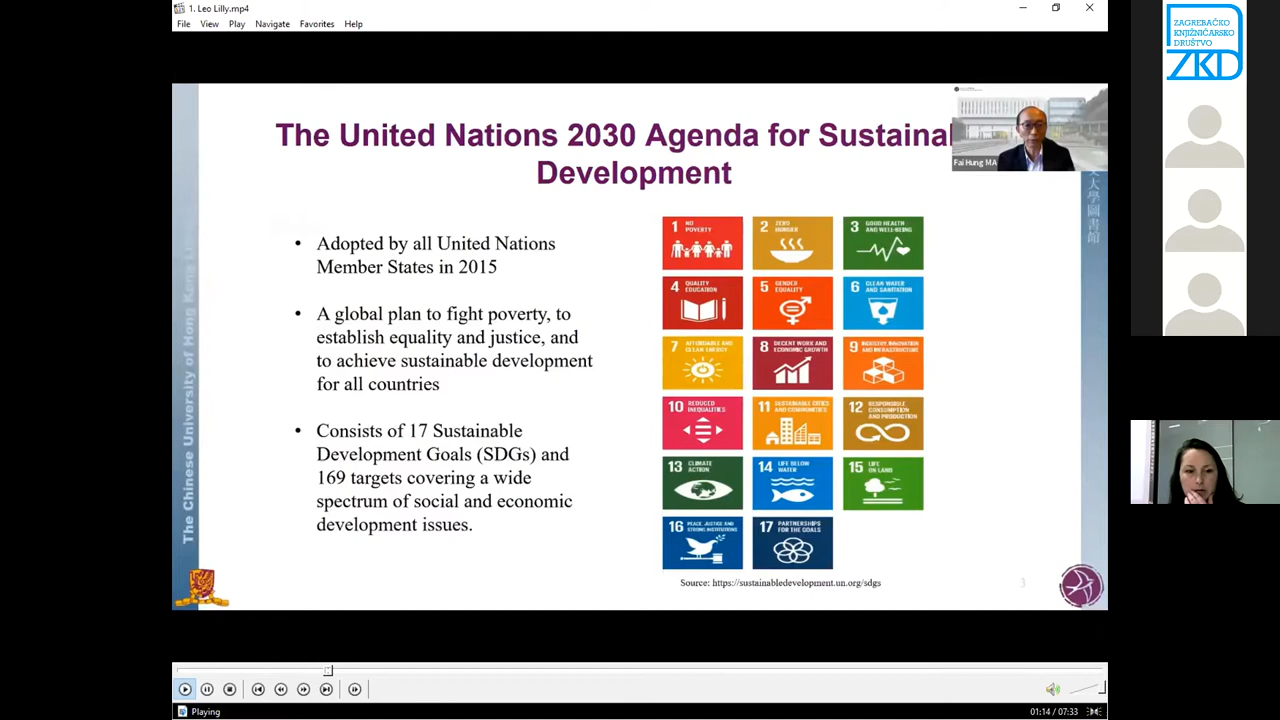 1. Leo Lilly.mp4
File View Play Navigate Favorites Help
ZAGREBAČKO
KNJIŽNIČARSKO
DRUŠTVO
ZKD
The United Nations 2030 Agenda for Sustainal
Development
Fai Hung MA
大學圖書館
The Chinese University of Hong Kong Li
• Adopted by all United Nations
Member States in 2015
• A global plan to fight poverty, to
establish equality and justice, and
to achieve sustainable development
for all countries
• Consists of 17 Sustainable
Development Goals (SDGs) and
169 targets covering a wide
spectrum of social and economic
development issues.
1 NO
POVERTY
2 ZERO
HUNGER
3 GOOD HEALTH
AND WELL-BEING
4 QUALITY
EDUCATION
5 GENDER
EQUALITY
6 CLEAN WATER
AND SANITATION
7 AFFORDABLE AND
CLEAN ENERGY
8 DECENT WORK AND
ECONOMIC GROWTH
9 INDUSTRY, INNOVATION
AND INFRASTRUCTURE
10 REDUCED
INEQUALITIES
11 SUSTAINABLE CITIES
AND COMMUNITIES
12 RESPONSIBLE
CONSUMPTION
AND PRODUCTION
13 CLIMATE
ACTION
14 LIFE BELOW
WATER
15 LIFE
ON LAND
16 PEACE, JUSTICE AND
STRONG INSTITUTIONS
17 PARTNERSHIPS
FOR THE GOALS
Source: https://sustainabledevelopment.un.org/sdgs
3
Playing
01:14 / 07:33